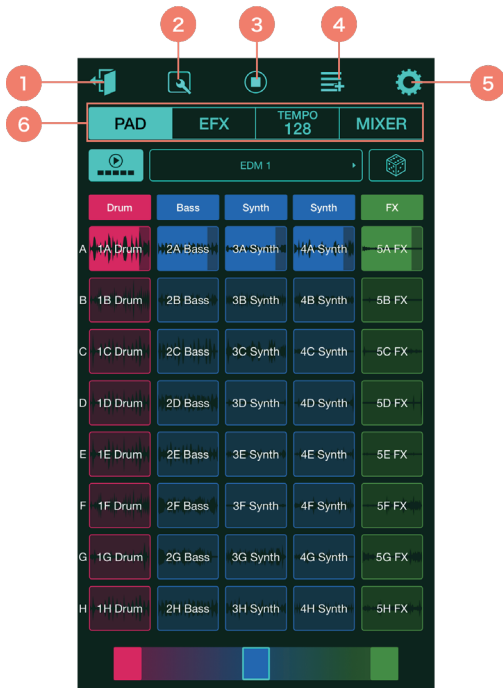 2 3 4
1 5
6
PAD EFX TEMPO 128 MIXER
EDM 1
Drum Bass Synth Synth FX
A 1A Drum 2A Bass 3A Synth 4A Synth 5A FX
B 1B Drum 2B Bass 3B Synth 4B Synth 5B FX
C 1C Drum 2C Bass 3C Synth 4C Synth 5C FX
D 1D Drum 2D Bass 3D Synth 4D Synth 5D FX
E 1E Drum 2E Bass 3E Synth 4E Synth 5E FX
F 1F Drum 2F Bass 3F Synth 4F Synth 5F FX
G 1G Drum 2G Bass 3G Synth 4G Synth 5G FX
H 1H Drum 2H Bass 3H Synth 4H Synth 5H FX